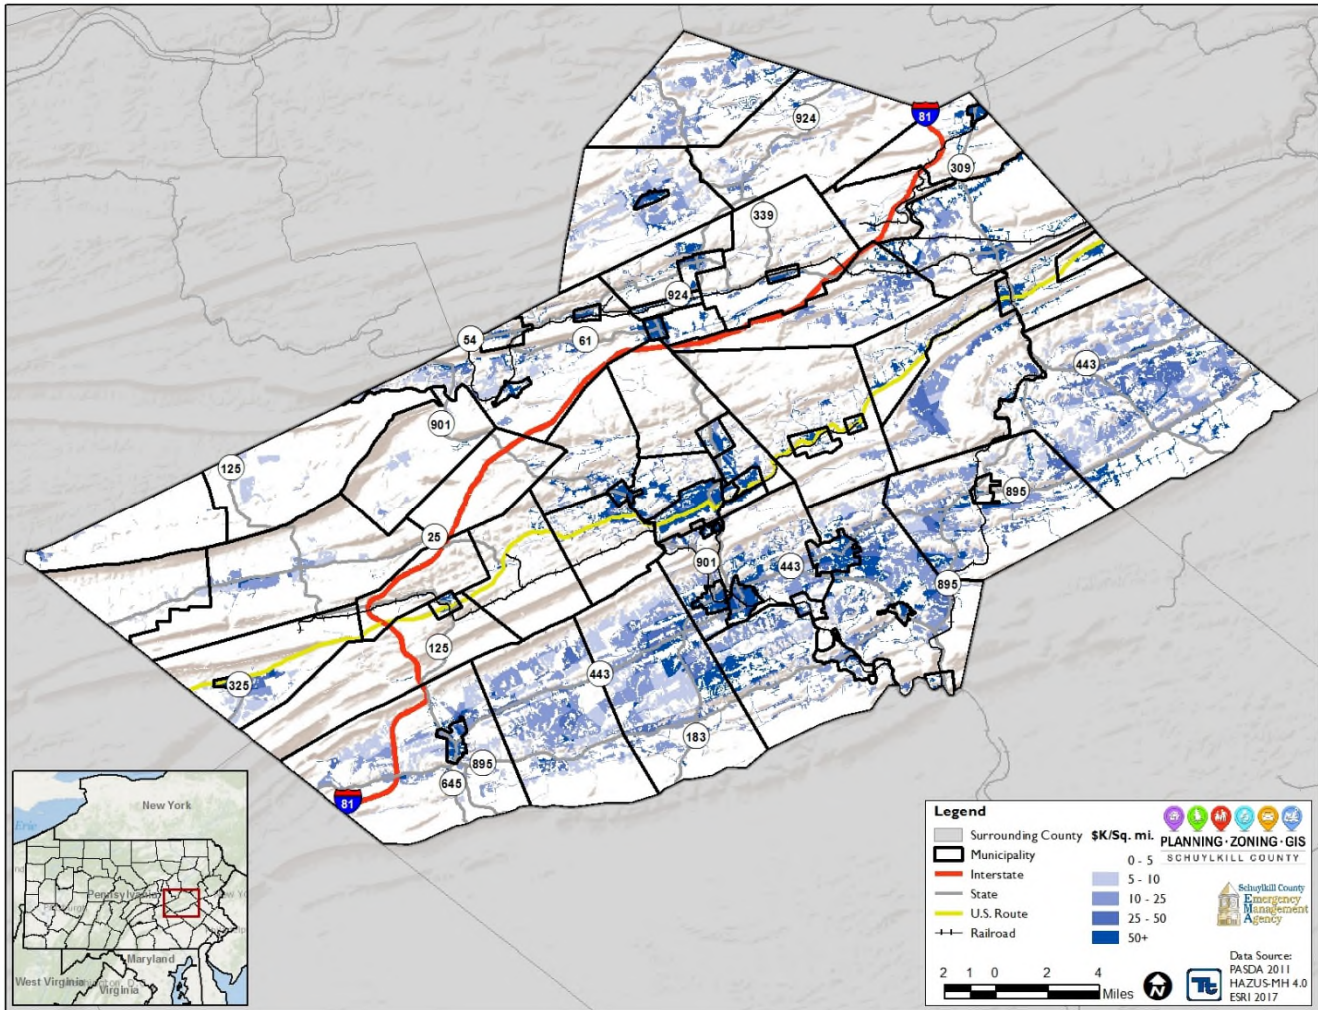 81
924
309
339
924
54
61
443
901
125
895
25
901
443
895
125
443
325
183
895
645
81
New York
Erie
Pennsylvania
Maryland
West Virginia
Virginia
Legend
Surrounding County
Municipality
Interstate
State
U.S. Route
Railroad
$K/Sq. mi.
0 - 5
5 - 10
10 - 25
25 - 50
50+
PLANNING · ZONING · GIS
SCHUYLKILL COUNTY
Schuylkill County
Emergency
Management
Agency
2 1 0 2 4
Miles
N
Tt
Data Source:
PASDA 2011
HAZUS-MH 4.0
ESRI 2017